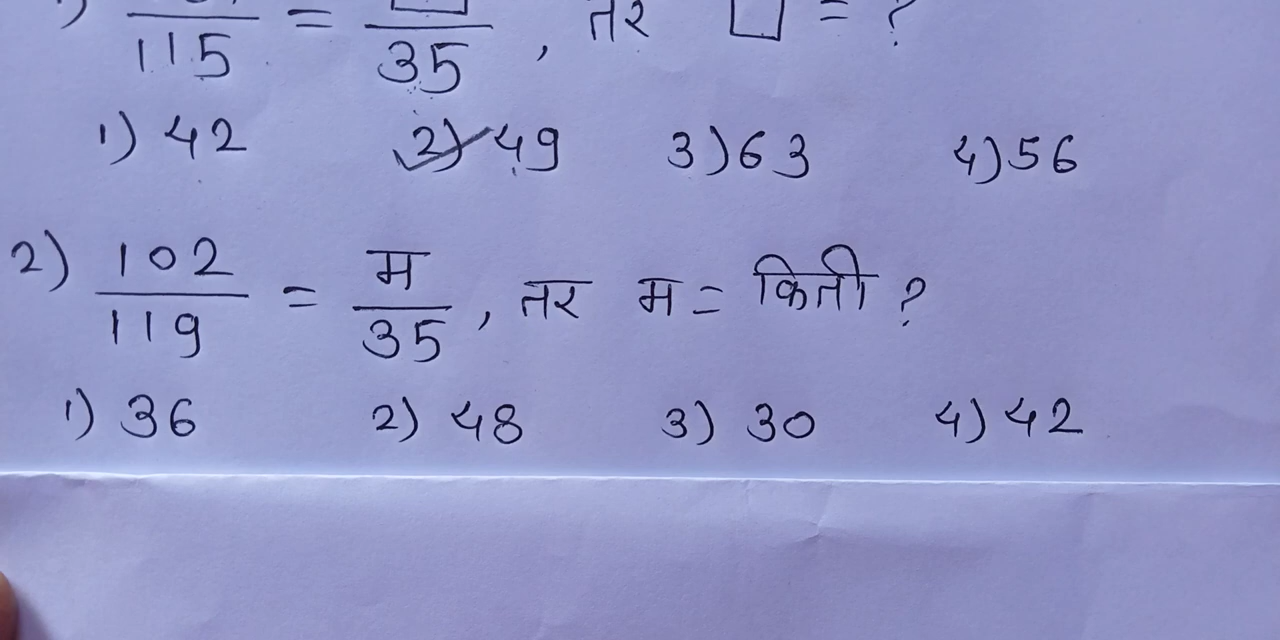 115 = 35, तर □ = ?
1) 42 2) 49 3) 63 4) 56
2) 102/119 = म/35, तर म = किती ?
1) 36 2) 48 3) 30 4) 42